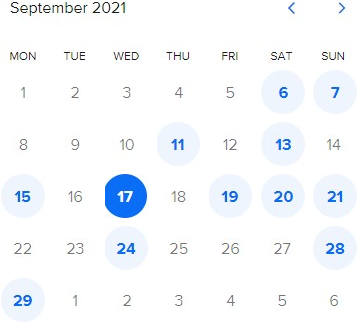 September 2021
MON TUE WED THU FRI SAT SUN
1 2 3 4 5 6 7
8 9 10 11 12 13 14
15 16 17 18 19 20 21
22 23 24 25 26 27 28
29 1 2 3 4 5 6